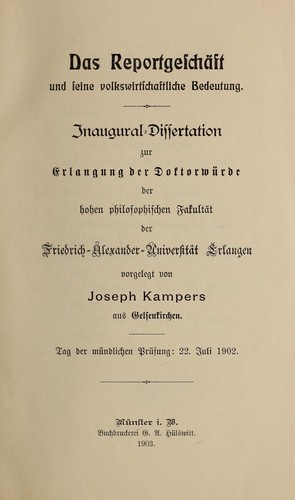 Das Reportgeschäft
und seine volkswirtschaftliche Bedeutung.
Inaugural-Dissertation
zur
Erlangung der Doktorwürde
der
hohen philosophischen Fakultät
der
Friedrich-Alexander-Universität Erlangen
vorgelegt von
Joseph Kampers
aus Gelsenkirchen.
Tag der mündlichen Prüfung: 22. Juli 1902.
Münster i. W.
Buchdruckerei G. A. Hülswitt.
1903.